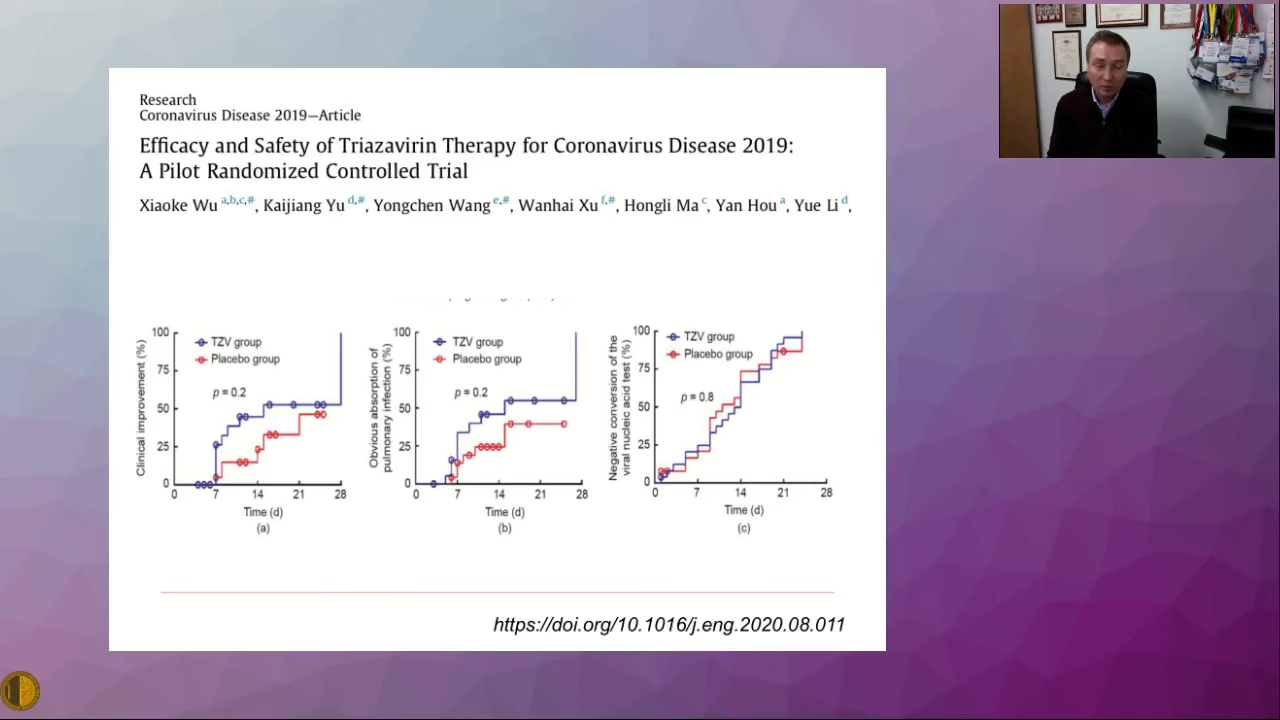 Research
Coronavirus Disease 2019—Article
Efficacy and Safety of Triazavirin Therapy for Coronavirus Disease 2019:
A Pilot Randomized Controlled Trial
Xiaoke Wu a,b,c,#, Kaijiang Yu d,#, Yongchen Wang e,#, Wanhai Xu f,#, Hongli Ma c, Yan Hou a, Yue Li d,
Clinical improvement (%)
100
75
50
25
0
TZV group
Placebo group
p = 0.2
0 7 14 21 28
Time (d)
(a)
Obvious absorption of
pulmonary infection (%)
100
75
50
25
0
TZV group
Placebo group
p = 0.2
0 7 14 21 28
Time (d)
(b)
Negative conversion of the
viral nucleic acid test (%)
100
75
50
25
0
TZV group
Placebo group
p = 0.8
0 7 14 21 28
Time (d)
(c)
https://doi.org/10.1016/j.eng.2020.08.011